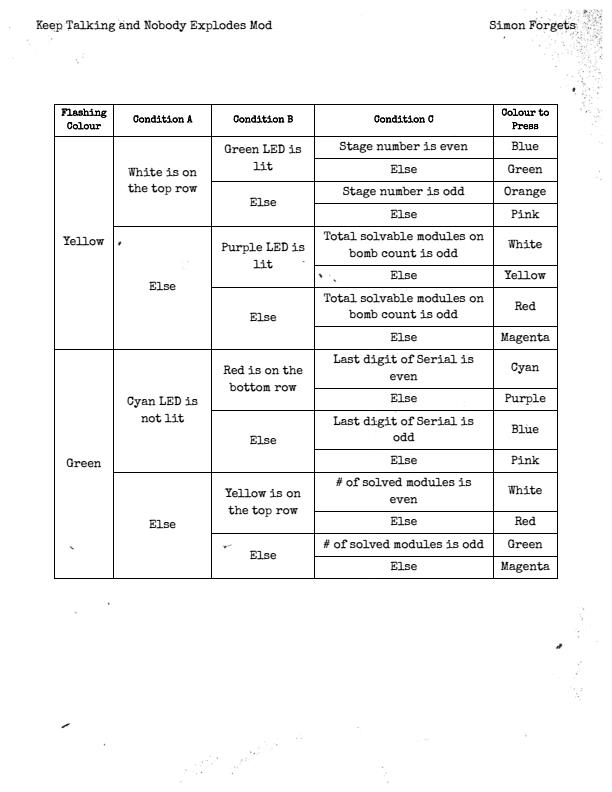 Keep Talking and Nobody Explodes Mod
Simon Forgets
Flashing
Colour
Condition A
Condition B
Condition C
Colour to
Press
Yellow
White is on
the top row
Green LED is
lit
Stage number is even
Blue
Else
Green
Else
Stage number is odd
Orange
Else
Pink
Else
Purple LED is
lit
Total solvable modules on
bomb count is odd
White
Else
Yellow
Else
Total solvable modules on
bomb count is odd
Red
Else
Magenta
Green
Cyan LED is
not lit
Red is on the
bottom row
Last digit of Serial is
even
Cyan
Else
Purple
Else
Last digit of Serial is
odd
Blue
Else
Pink
Else
Yellow is on
the top row
# of solved modules is
even
White
Else
Red
Else
# of solved modules is odd
Green
Else
Magenta